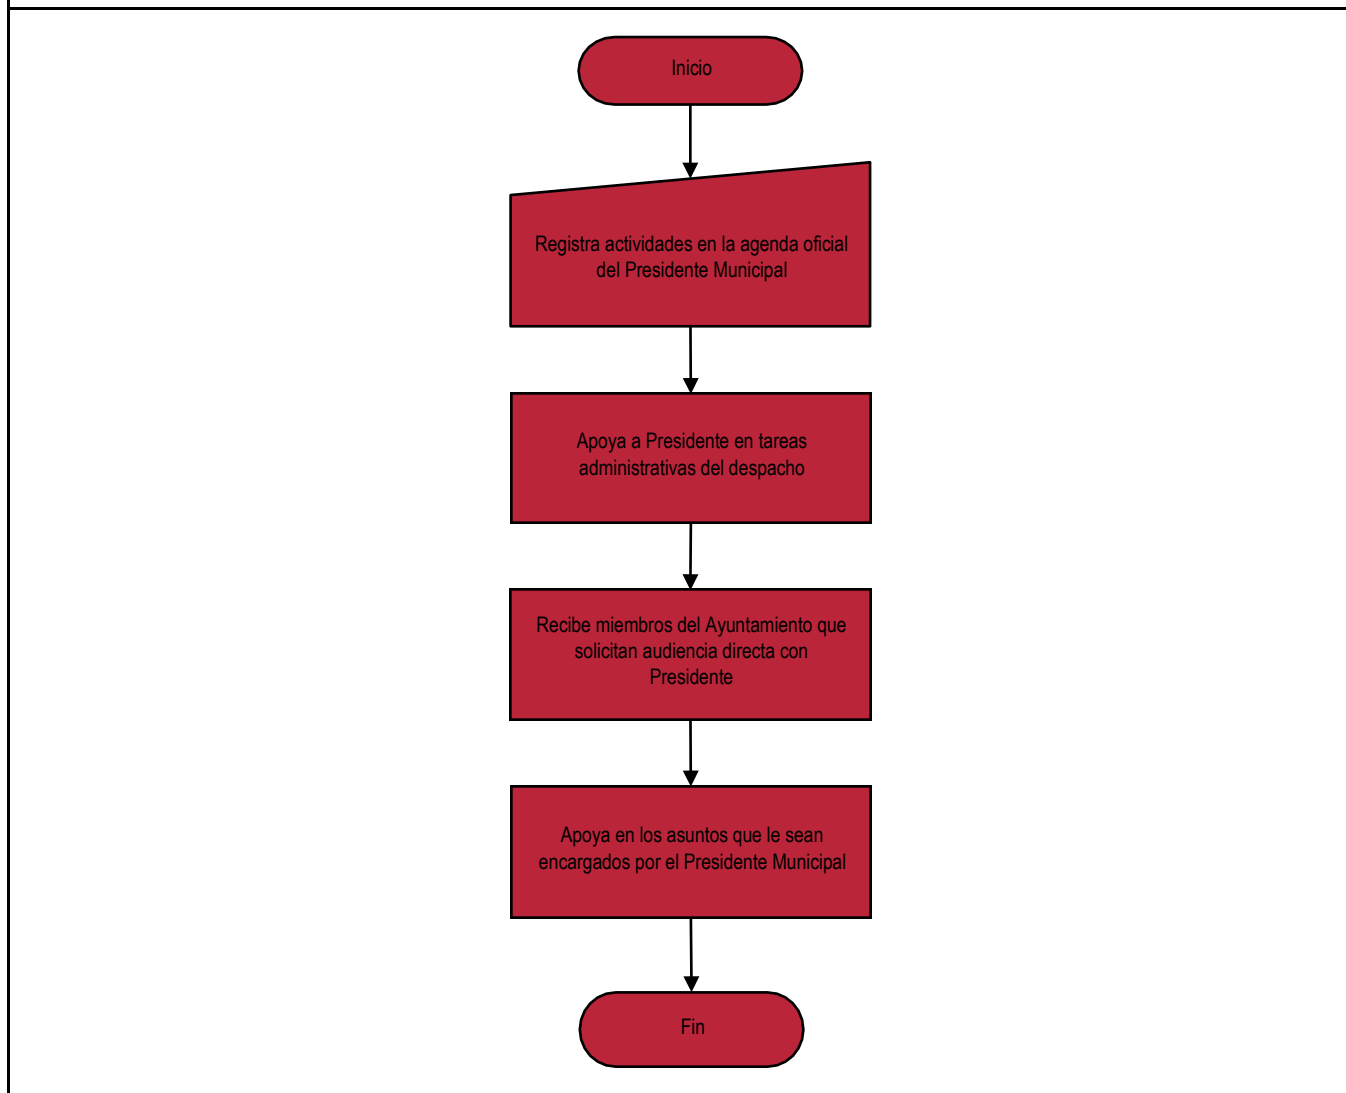 Inicio
Registra actividades en la agenda oficial
del Presidente Municipal
Apoya a Presidente en tareas
administrativas del despacho
Recibe miembros del Ayuntamiento que
solicitan audiencia directa con
Presidente
Apoya en los asuntos que le sean
encargados por el Presidente Municipal
Fin